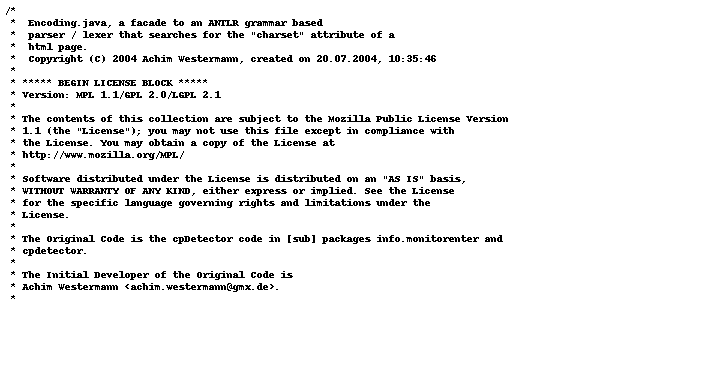 /*
 *  Encoding.java, a facade to an ANTLR grammar based
 *  parser / lexer that searches for the "charset" attribute of a
 *  html page.
 *  Copyright (C) 2004 Achim Westermann, created on 20.07.2004, 10:35:46
 *
 * ***** BEGIN LICENSE BLOCK *****
 * Version: MPL 1.1/GPL 2.0/LGPL 2.1
 *
 * The contents of this collection are subject to the Mozilla Public License Version
 * 1.1 (the "License"); you may not use this file except in compliance with
 * the License. You may obtain a copy of the License at
 * http://www.mozilla.org/MPL/
 *
 * Software distributed under the License is distributed on an "AS IS" basis,
 * WITHOUT WARRANTY OF ANY KIND, either express or implied. See the License
 * for the specific language governing rights and limitations under the
 * License.
 *
 * The Original Code is the cpDetector code in [sub] packages info.monitorenter and
 * cpdetector.
 *
 * The Initial Developer of the Original Code is
 * Achim Westermann <achim.westermann@gmx.de>.
 *